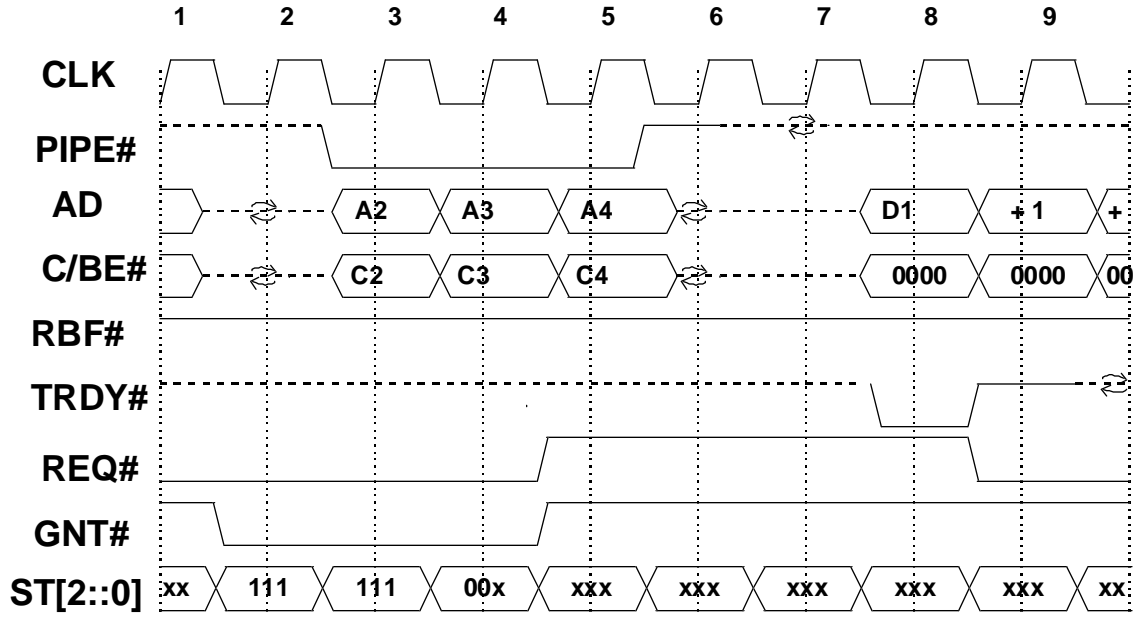 1 2 3 4 5 6 7 8 9
CLK
PIPE#
AD A2 A3 A4 D1 +1 +
C/BE# C2 C3 C4 0000 0000 00
RBF#
TRDY#
REQ#
GNT#
ST[2::0] xx 111 111 00x xxx xxx xxx xxx xxx xx